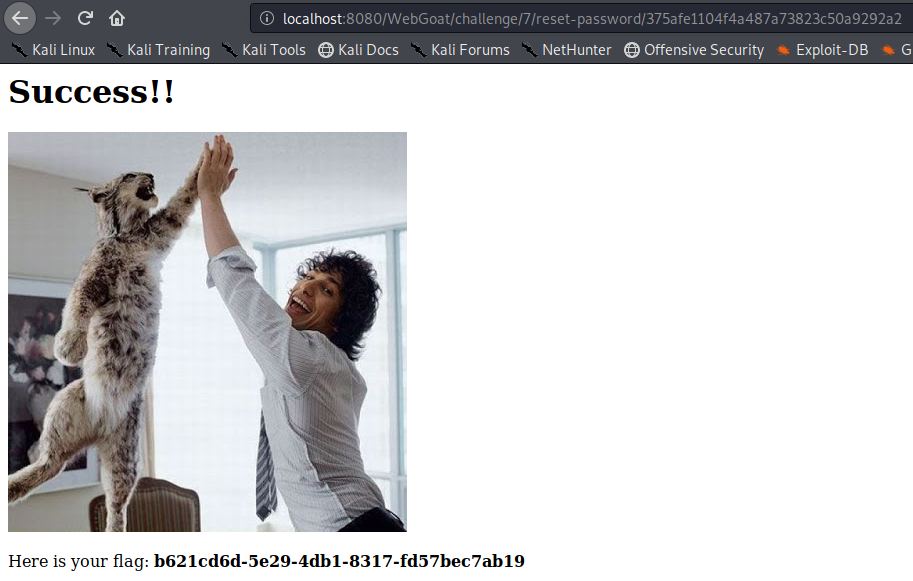 localhost:8080/WebGoat/challenge/7/reset-password/375afe1104f4a487a73823c50a9292a2
Kali Linux Kali Training Kali Tools Kali Docs Kali Forums NetHunter Offensive Security Exploit-DB G
Success!!
Here is your flag: b621cd6d-5e29-4db1-8317-fd57bec7ab19